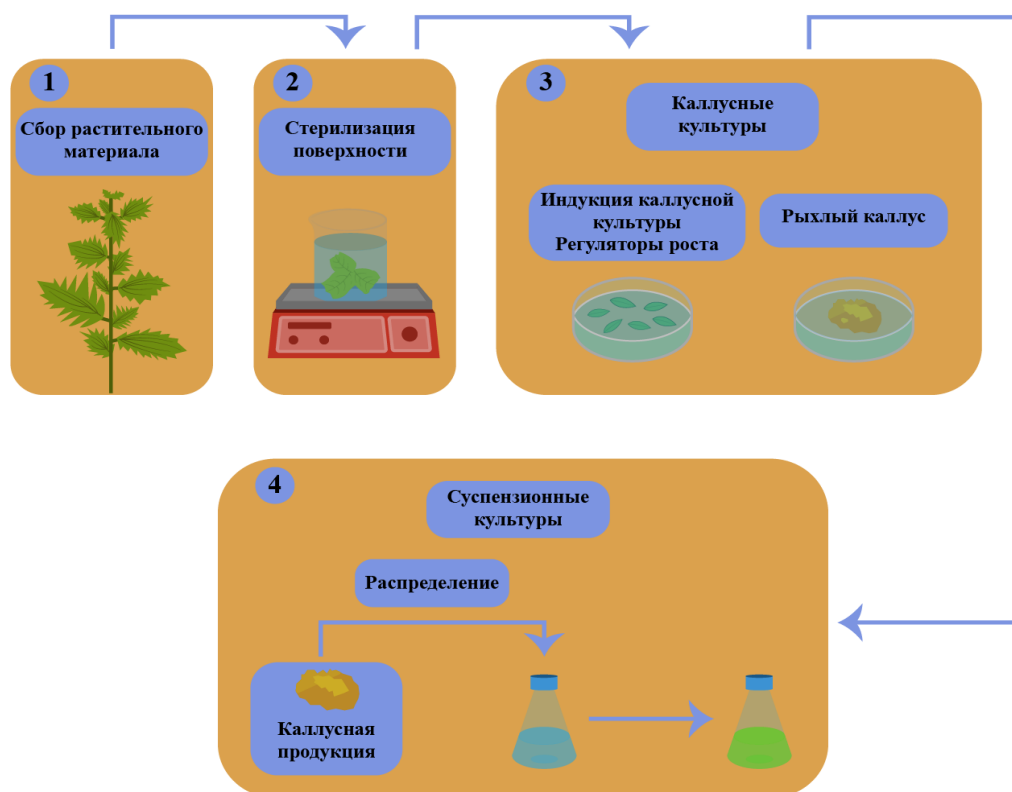 1
Сбор растительного
материала
2
Стерилизация
поверхности
3
Каллусные
культуры
Индукция каллусной
культуры
Регуляторы роста
Рыхлый каллус
4
Суспензионные
культуры
Распределение
Каллусная
продукция